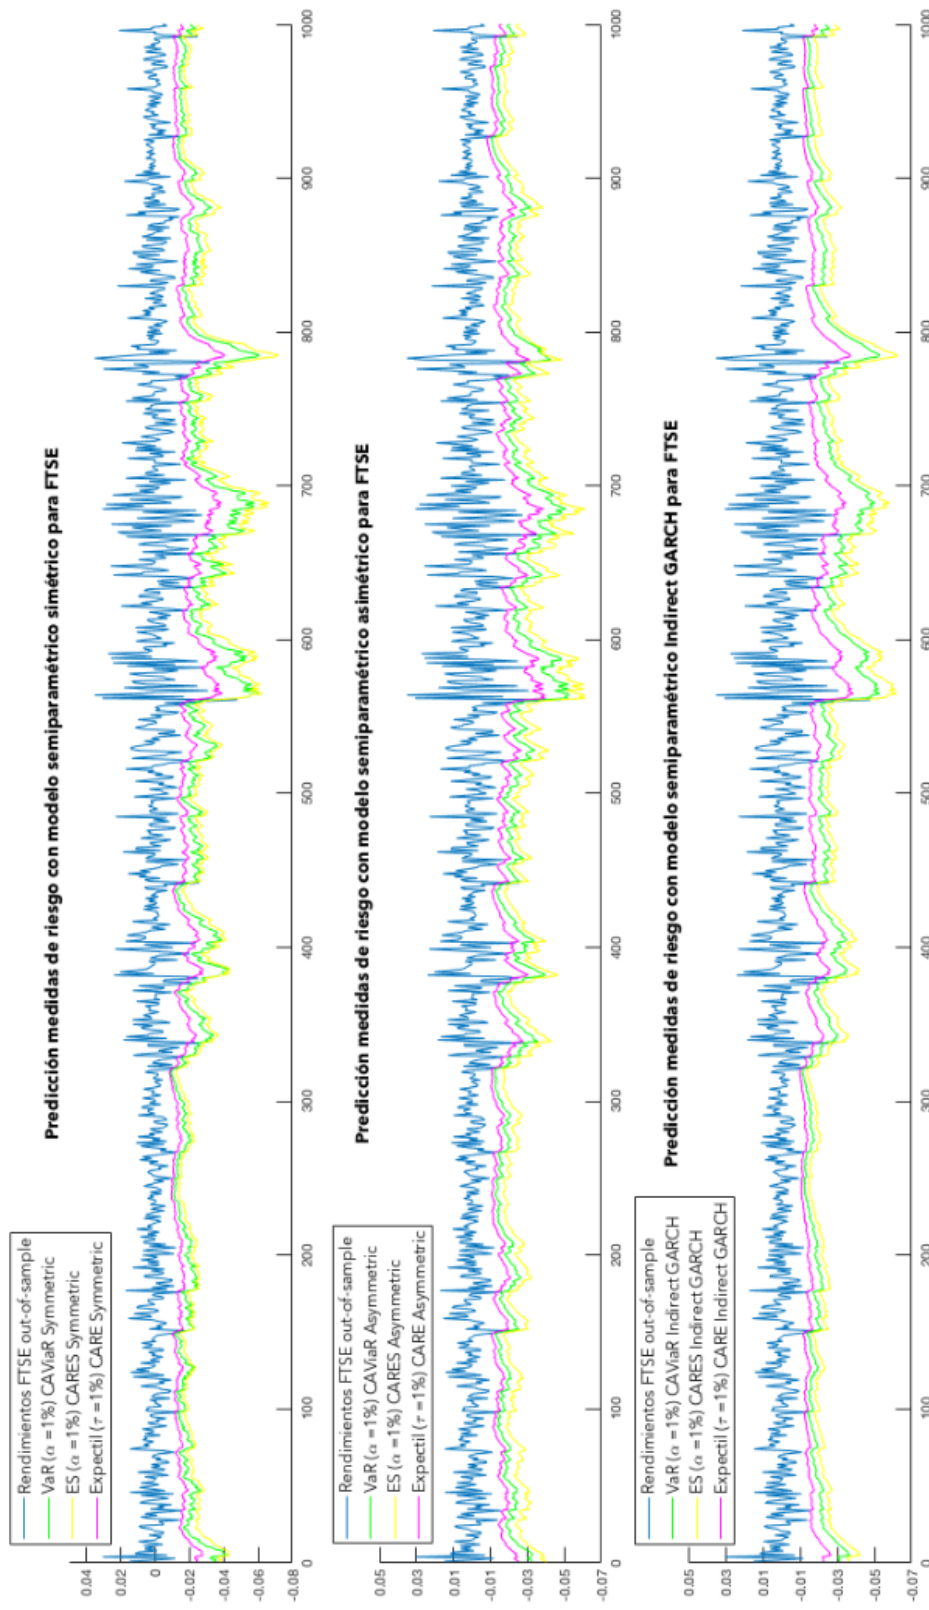 Predicción medidas de riesgo con modelo semiparamétrico simétrico para FTSE
Rendimientos FTSE out-of-sample
VaR (α =1%) CAViaR Symmetric
ES (α =1%) CARES Symmetric
Expectil (τ =1%) CARE Symmetric
0.04
0.02
0
-0.02
-0.04
-0.06
-0.08
0 100 200 300 400 500 600 700 800 900 1000
Predicción medidas de riesgo con modelo semiparamétrico asimétrico para FTSE
Rendimientos FTSE out-of-sample
VaR (α =1%) CAViaR Asymmetric
ES (α =1%) CARES Asymmetric
Expectil (τ =1%) CARE Asymmetric
0.05
0.03
0.01
-0.01
-0.03
-0.05
-0.07
0 100 200 300 400 500 600 700 800 900 1000
Predicción medidas de riesgo con modelo semiparamétrico Indirect GARCH para FTSE
Rendimientos FTSE out-of-sample
VaR (α =1%) CAViaR Indirect GARCH
ES (α =1%) CARES Indirect GARCH
Expectil (τ =1%) CARE Indirect GARCH
0.05
0.03
0.01
-0.01
-0.03
-0.05
-0.07
0 100 200 300 400 500 600 700 800 900 1000